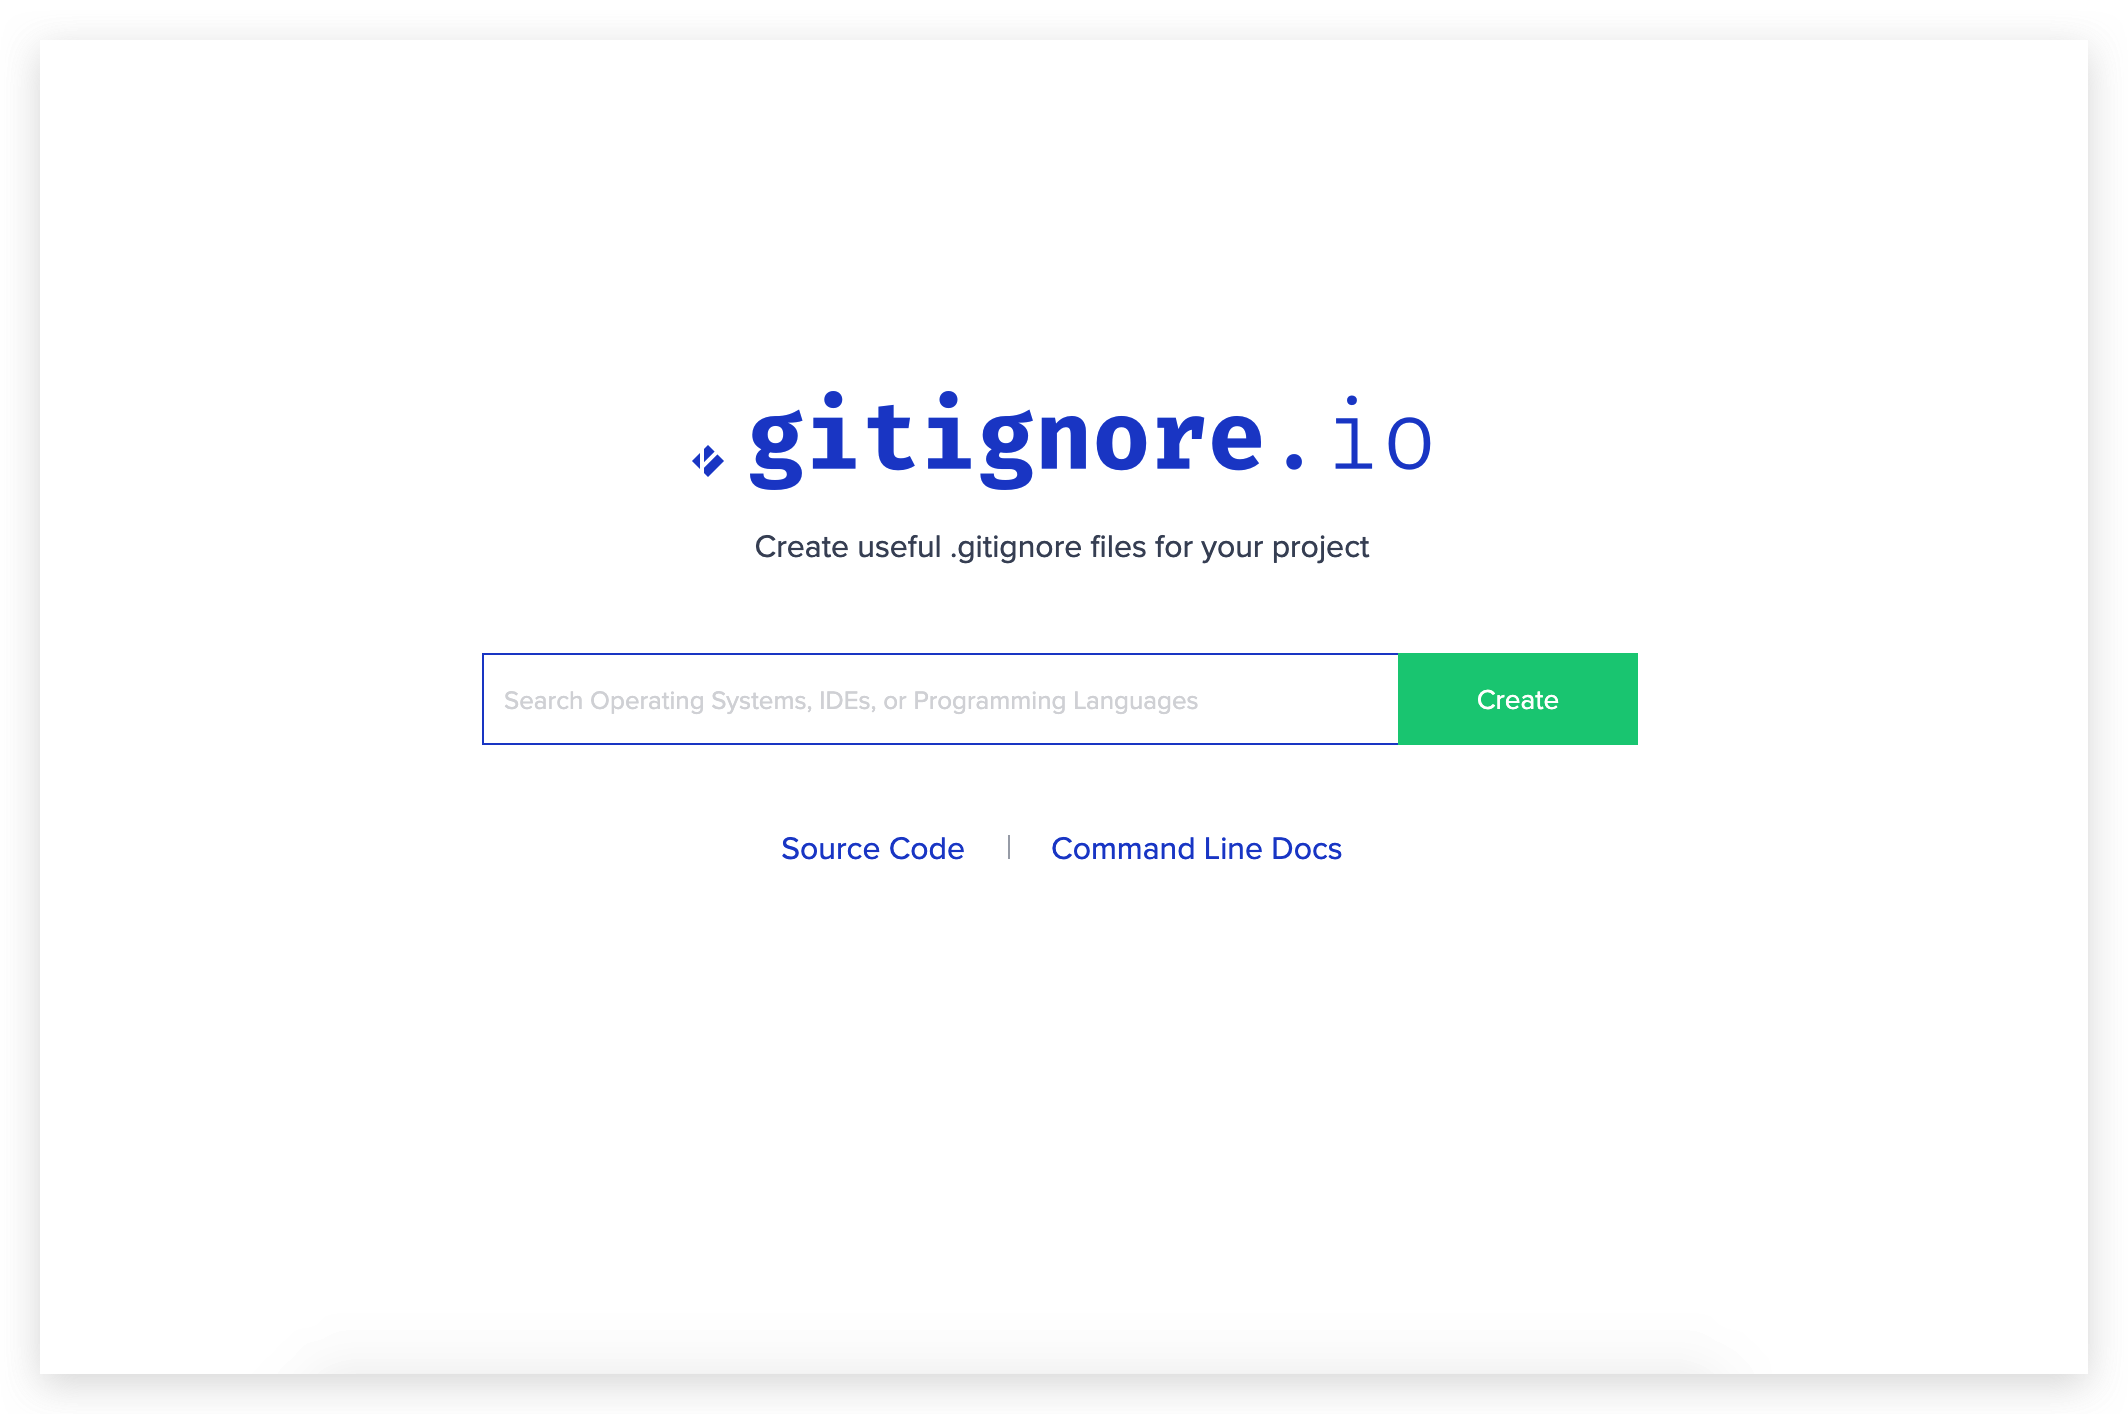 .gitignore.io
Create useful .gitignore files for your project
Search Operating Systems, IDEs, or Programming Languages
Create
Source Code | Command Line Docs